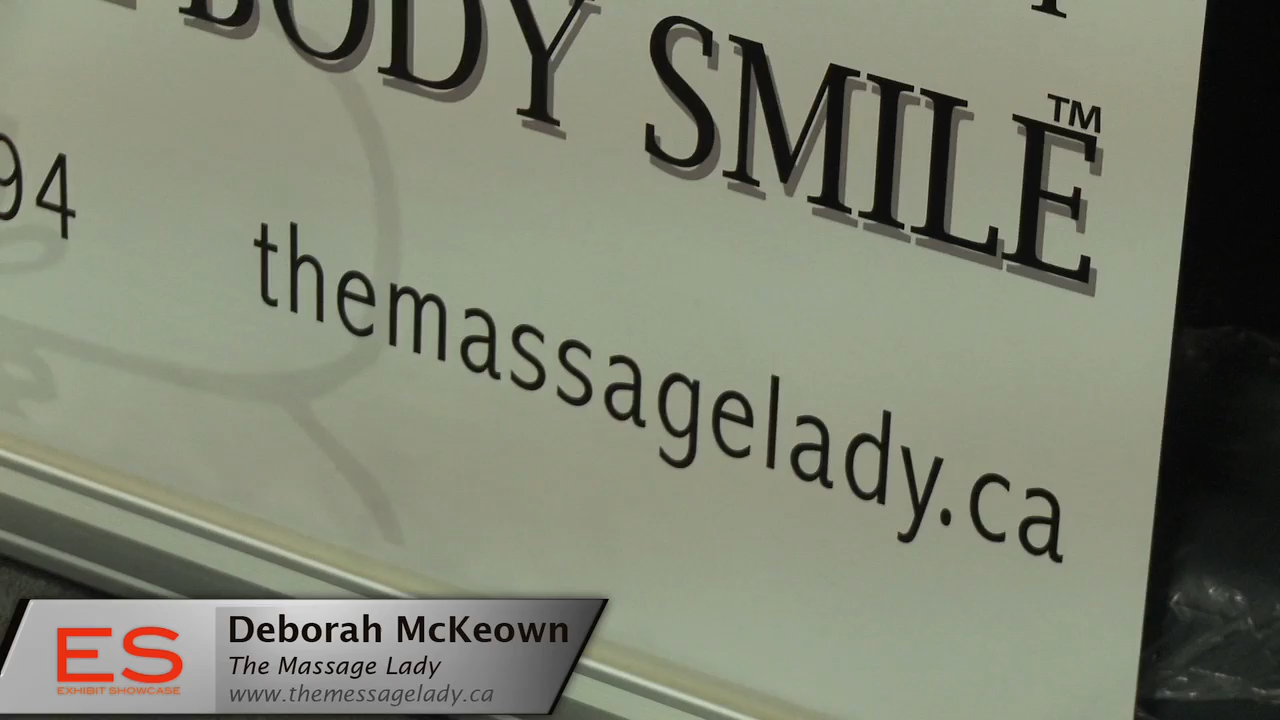 BODY SMILE™
94
themassagelady.ca
ES
EXHIBIT SHOWCASE
Deborah McKeown
The Massage Lady
www.themessagelady.ca